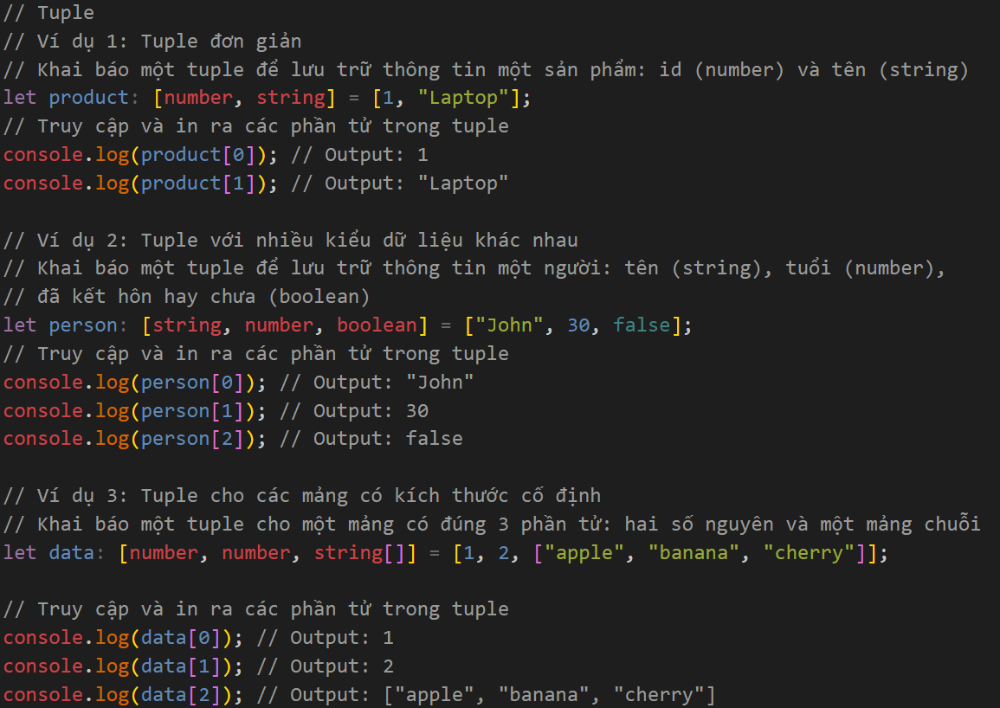 // Tuple
// Ví dụ 1: Tuple đơn giản
// Khai báo một tuple để lưu trữ thông tin một sản phẩm: id (number) và tên (string)
let product: [number, string] = [1, "Laptop"];
// Truy cập và in ra các phần tử trong tuple
console.log(product[0]); // Output: 1
console.log(product[1]); // Output: "Laptop"

// Ví dụ 2: Tuple với nhiều kiểu dữ liệu khác nhau
// Khai báo một tuple để lưu trữ thông tin một người: tên (string), tuổi (number),
// đã kết hôn hay chưa (boolean)
let person: [string, number, boolean] = ["John", 30, false];
// Truy cập và in ra các phần tử trong tuple
console.log(person[0]); // Output: "John"
console.log(person[1]); // Output: 30
console.log(person[2]); // Output: false

// Ví dụ 3: Tuple cho các mảng có kích thước cố định
// Khai báo một tuple cho một mảng có đúng 3 phần tử: hai số nguyên và một mảng chuỗi
let data: [number, number, string[]] = [1, 2, ["apple", "banana", "cherry"]];

// Truy cập và in ra các phần tử trong tuple
console.log(data[0]); // Output: 1
console.log(data[1]); // Output: 2
console.log(data[2]); // Output: ["apple", "banana", "cherry"]